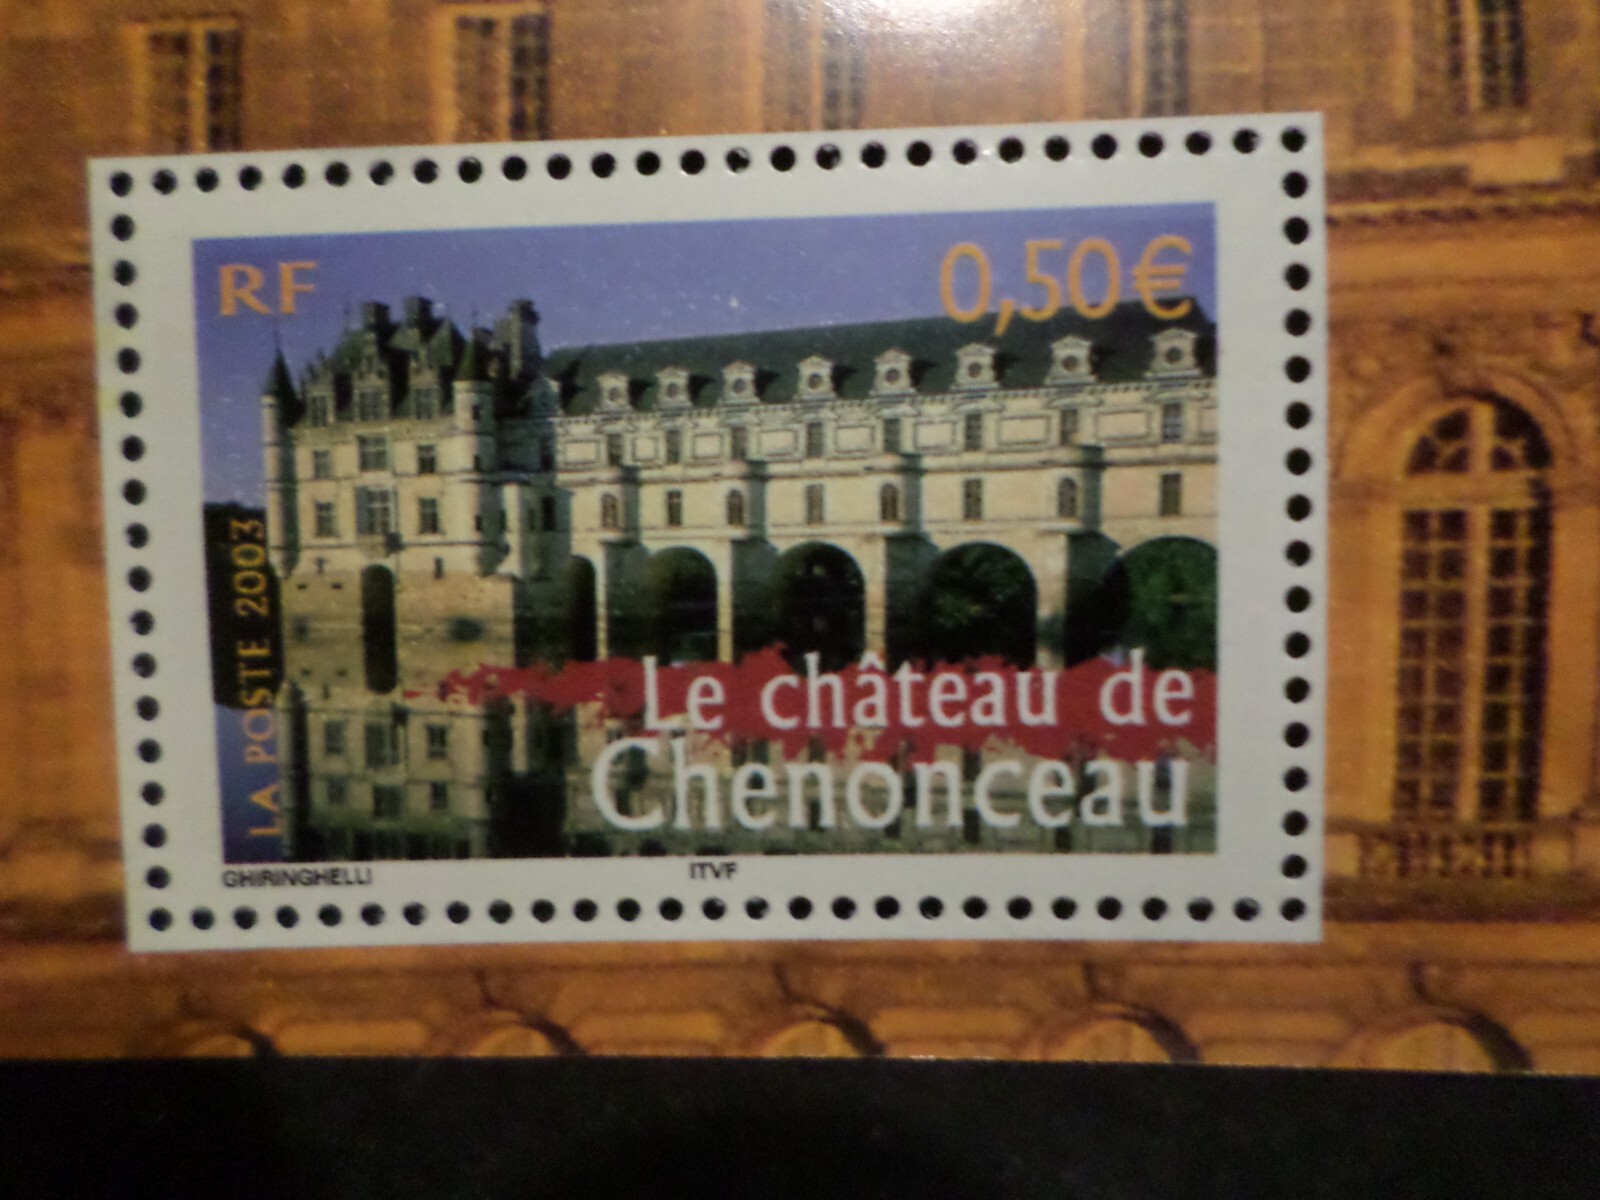 RF
0,50 €
LA POSTE 2003
Le château de
Chenonceau
GHIRINGHELLI
ITVF